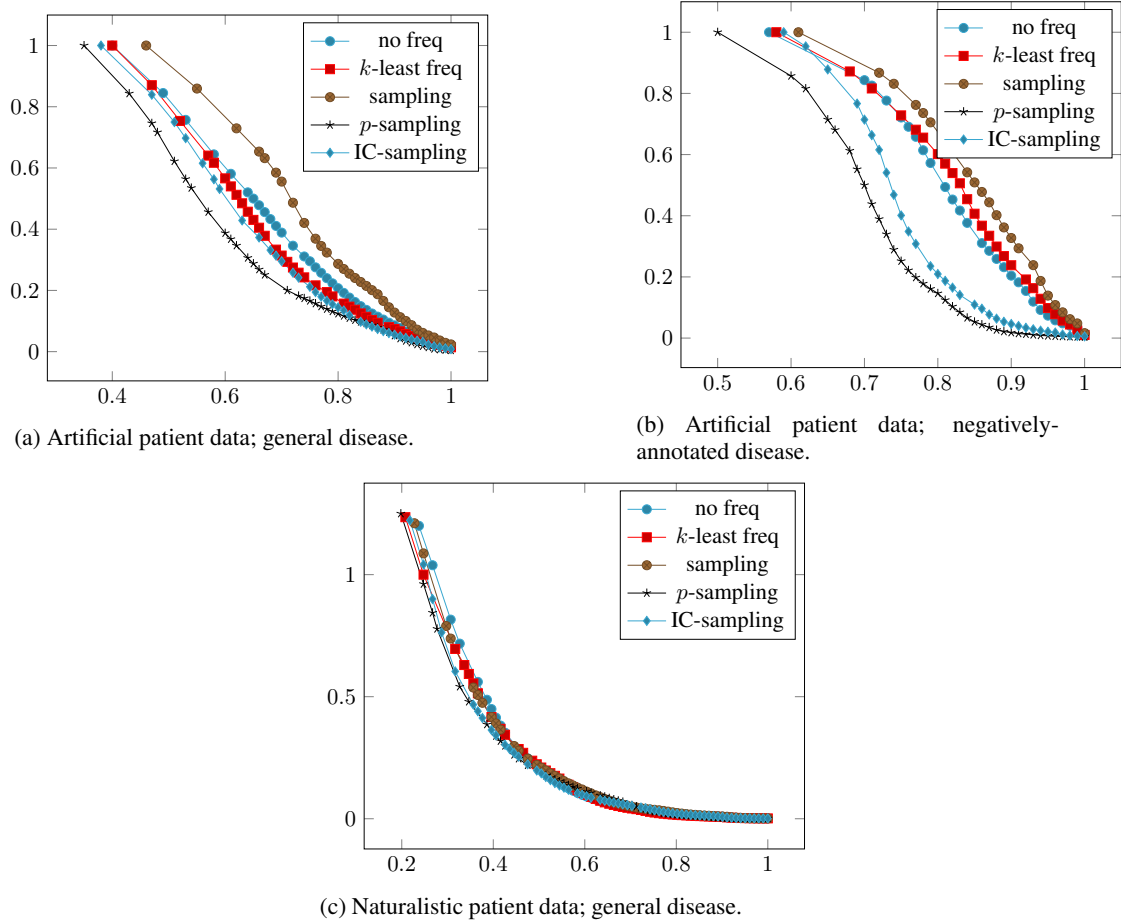 no freq
k-least freq
sampling
p-sampling
IC-sampling
1
0.8
0.6
0.4
0.2
0
0.4
0.6
0.8
1
(a) Artificial patient data; general disease.
no freq
k-least freq
sampling
p-sampling
IC-sampling
1
0.8
0.6
0.4
0.2
0
0.5
0.6
0.7
0.8
0.9
1
(b) Artificial patient data; negatively-
annotated disease.
no freq
k-least freq
sampling
p-sampling
IC-sampling
1
0.5
0
0.2
0.4
0.6
0.8
1
(c) Naturalistic patient data; general disease.